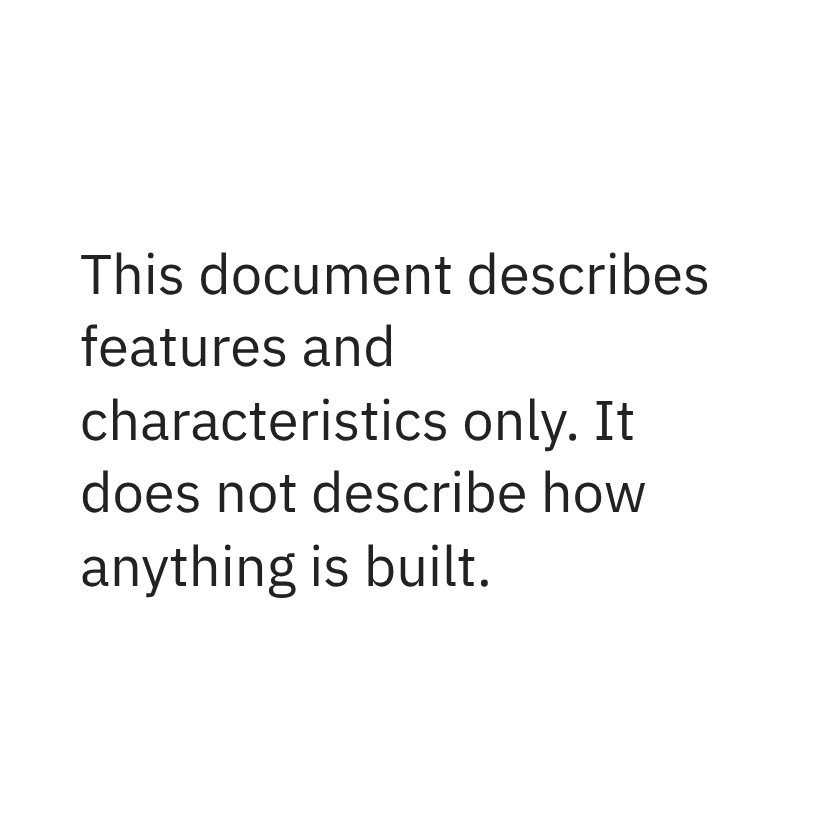 This document describes
features and
characteristics only. It
does not describe how
anything is built.